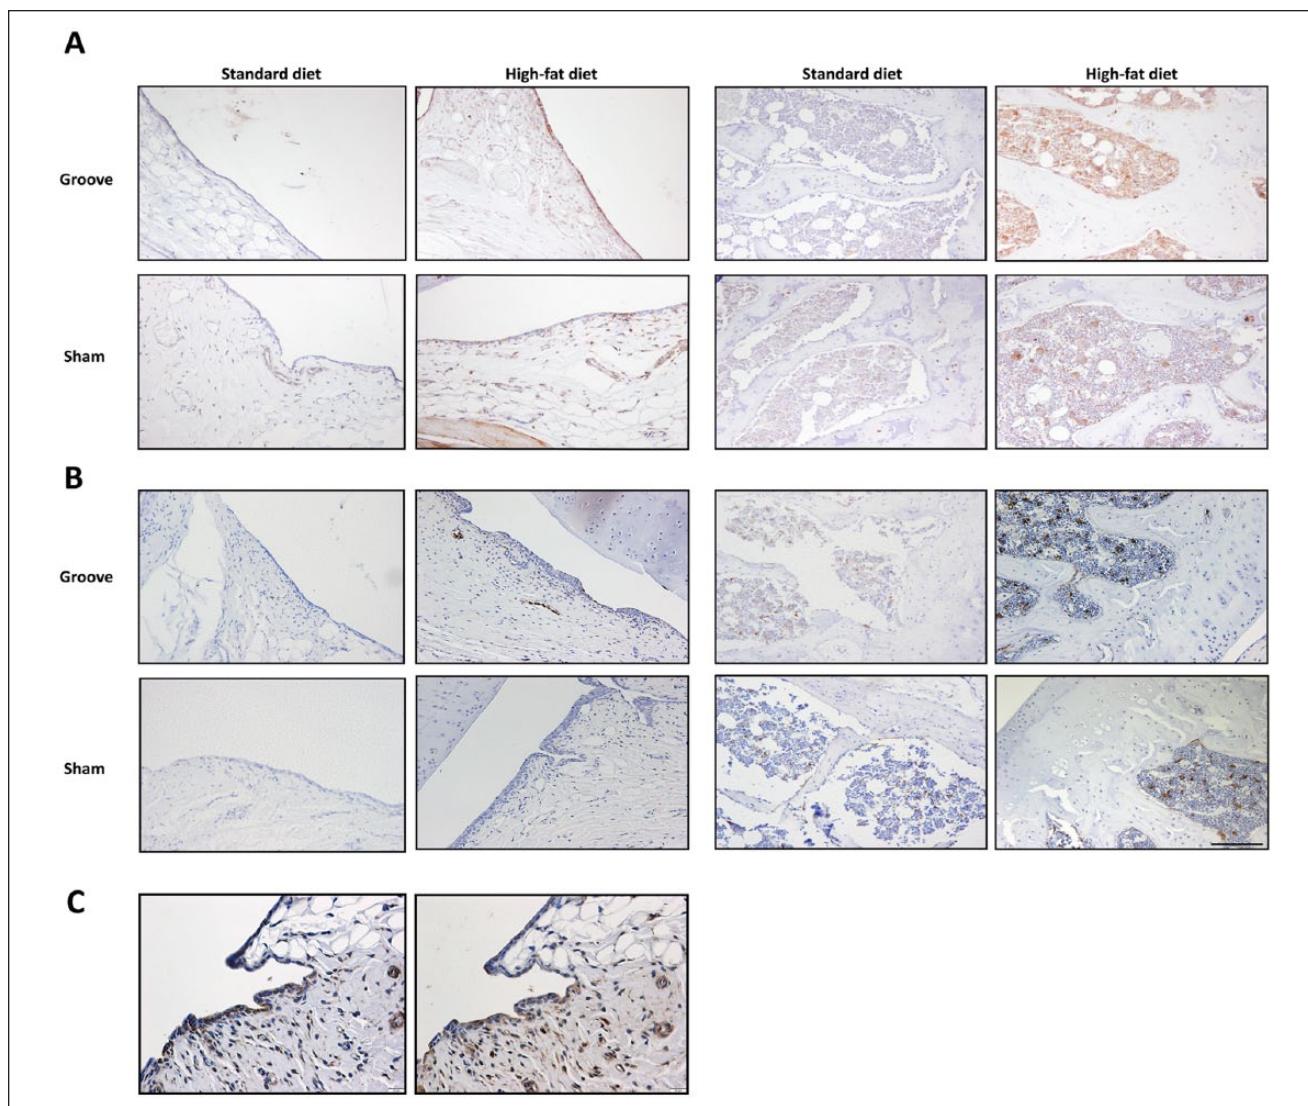 A
Standard diet High-fat diet Standard diet High-fat diet
Groove
Sham
B
Groove
Sham
C